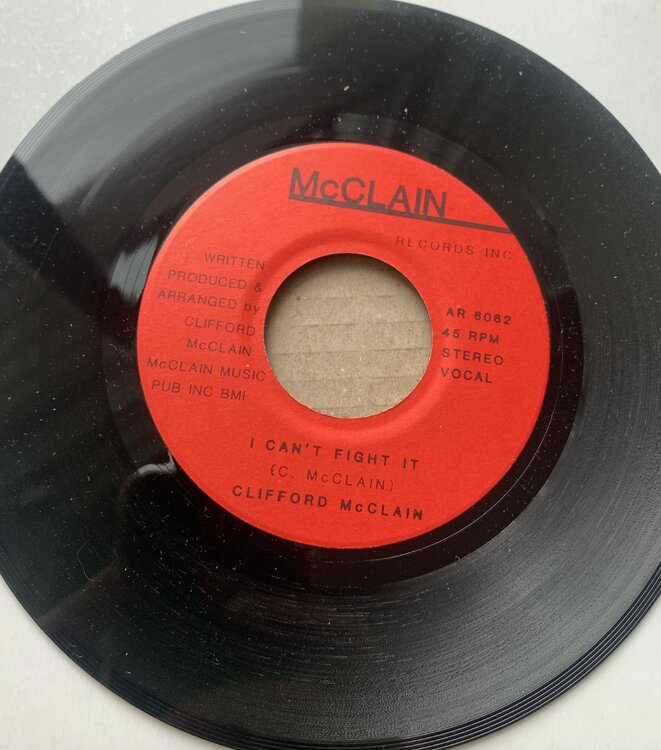 McCLAIN
RECORDS INC
WRITTEN
PRODUCED &
ARRANGED by
CLIFFORD
McCLAIN
McCLAIN MUSIC
PUB INC BMI
AR 6062
45 RPM
STEREO
VOCAL
I CAN'T FIGHT IT
(C. McCLAIN)
CLIFFORD McCLAIN